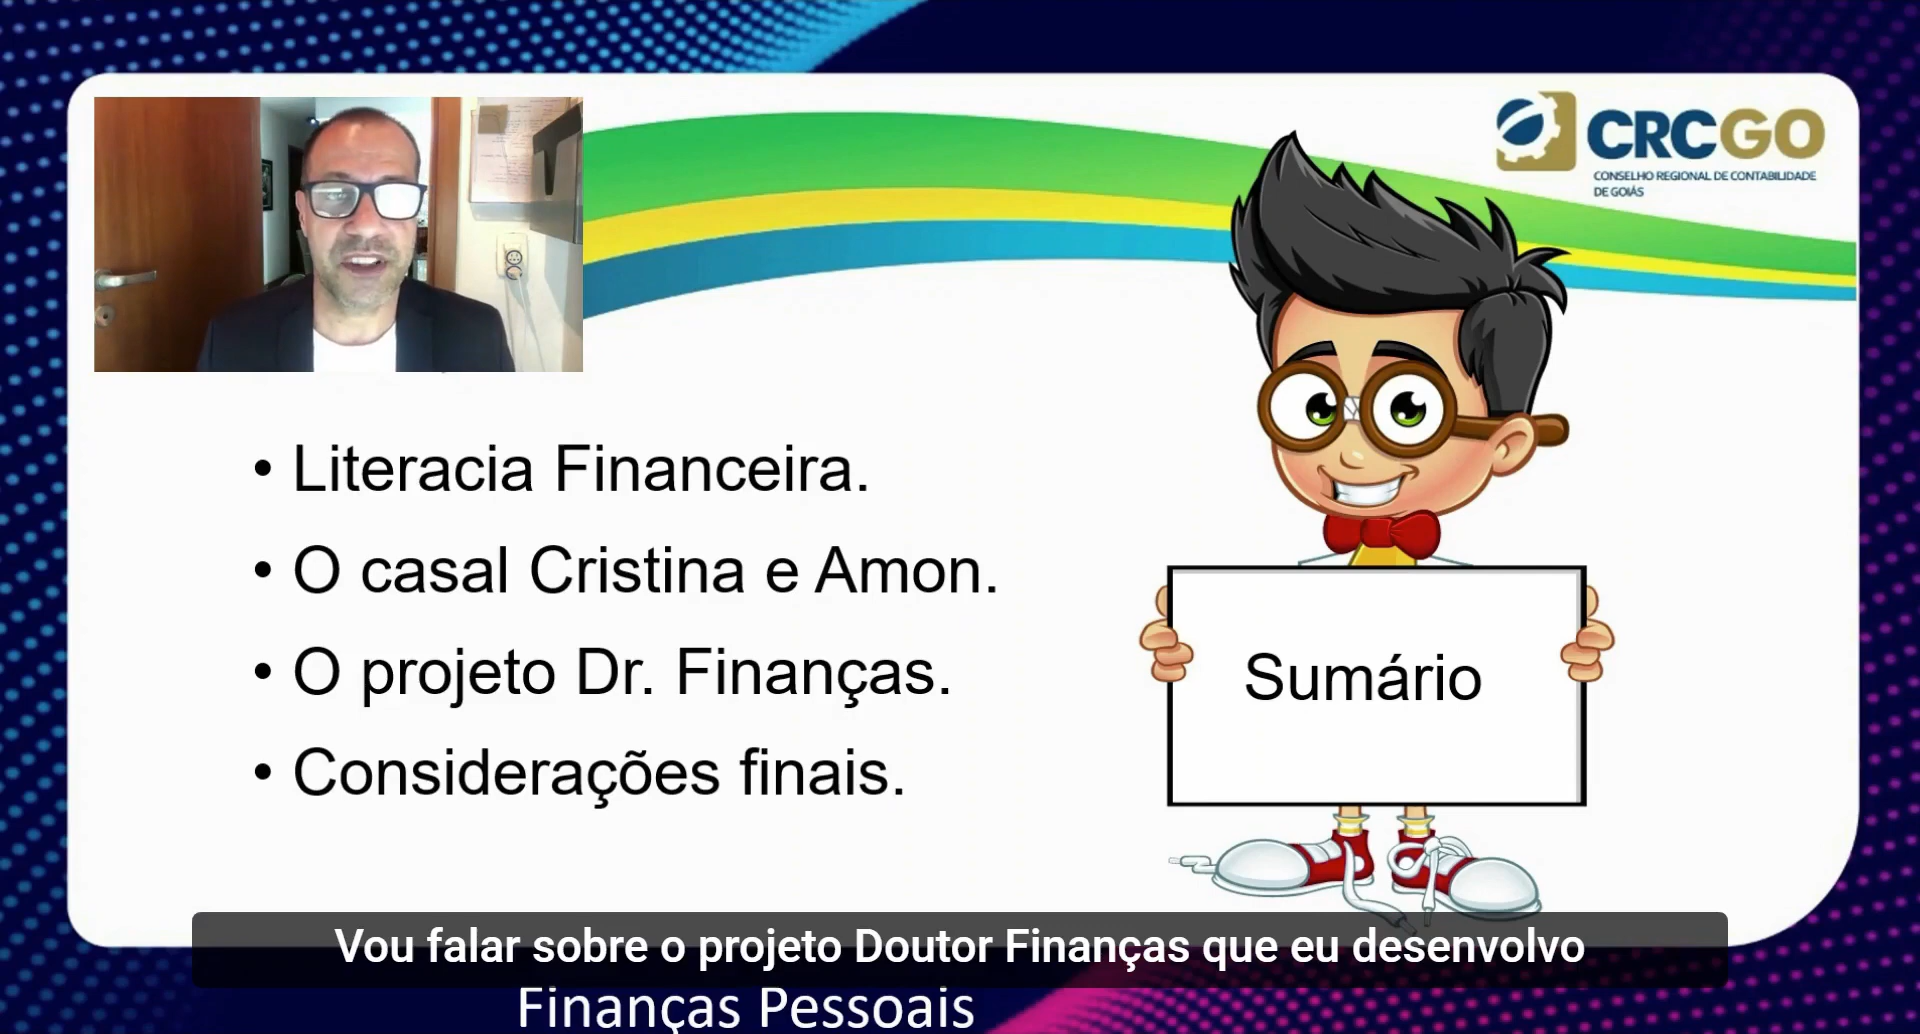 CRCGO
CONSELHO REGIONAL DE CONTABILIDADE
DE GOIÁS
• Literacia Financeira.
• O casal Cristina e Amon.
• O projeto Dr. Finanças.
• Considerações finais.
Sumário
Vou falar sobre o projeto Doutor Finanças que eu desenvolvo
Finanças Pessoais